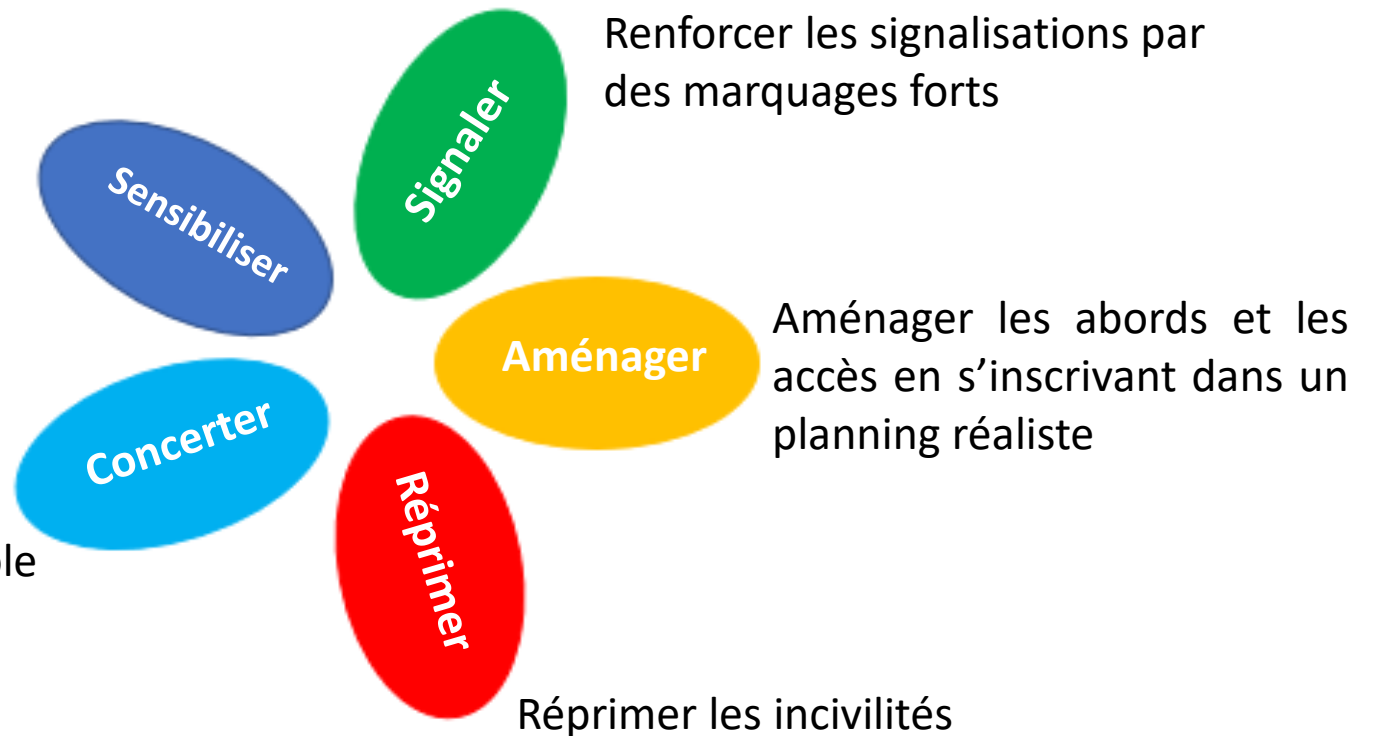 Renforcer les signalisations par
des marquages forts
Signaler
Sensibiliser
Aménager
Aménager les abords et les
accès en s’inscrivant dans un
planning réaliste
Concerter
Réprimer
Réprimer les incivilités